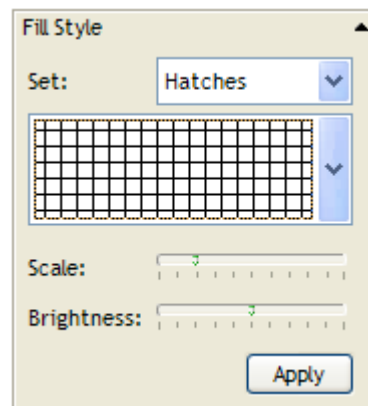 Fill Style
Set: Hatches
Scale:
Brightness:
Apply